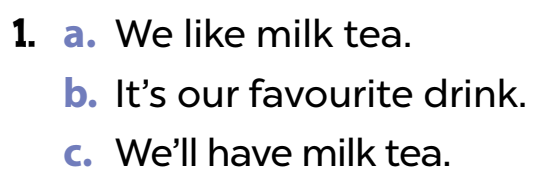 1. a. We like milk tea.
b. It’s our favourite drink.
c. We’ll have milk tea.